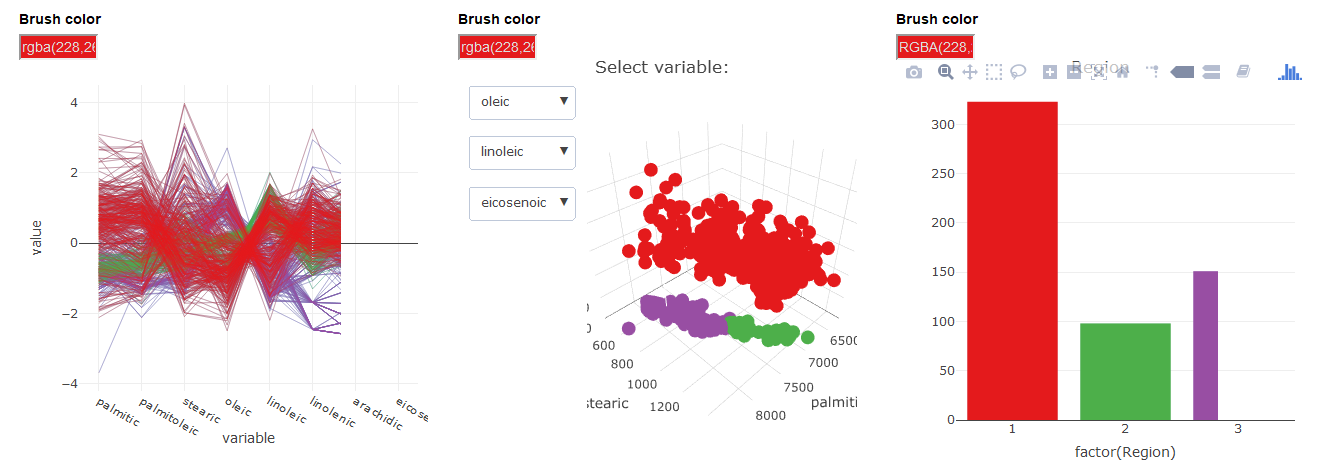 Brush color
rgba(228,26
4
2
0
−2
−4
value
palmitic
palmitoleic
stearic
oleic
linoleic
linolenic
arachidic
eicose
variable
Brush color
rgba(228,26
Select variable:
oleic
linoleic
eicosenoic
0
600
800
1000
1200
stearic
6500
7000
7500
8000
palmiti
Brush color
RGBA(228,
Region
300
250
200
150
100
50
0
1
2
3
factor(Region)